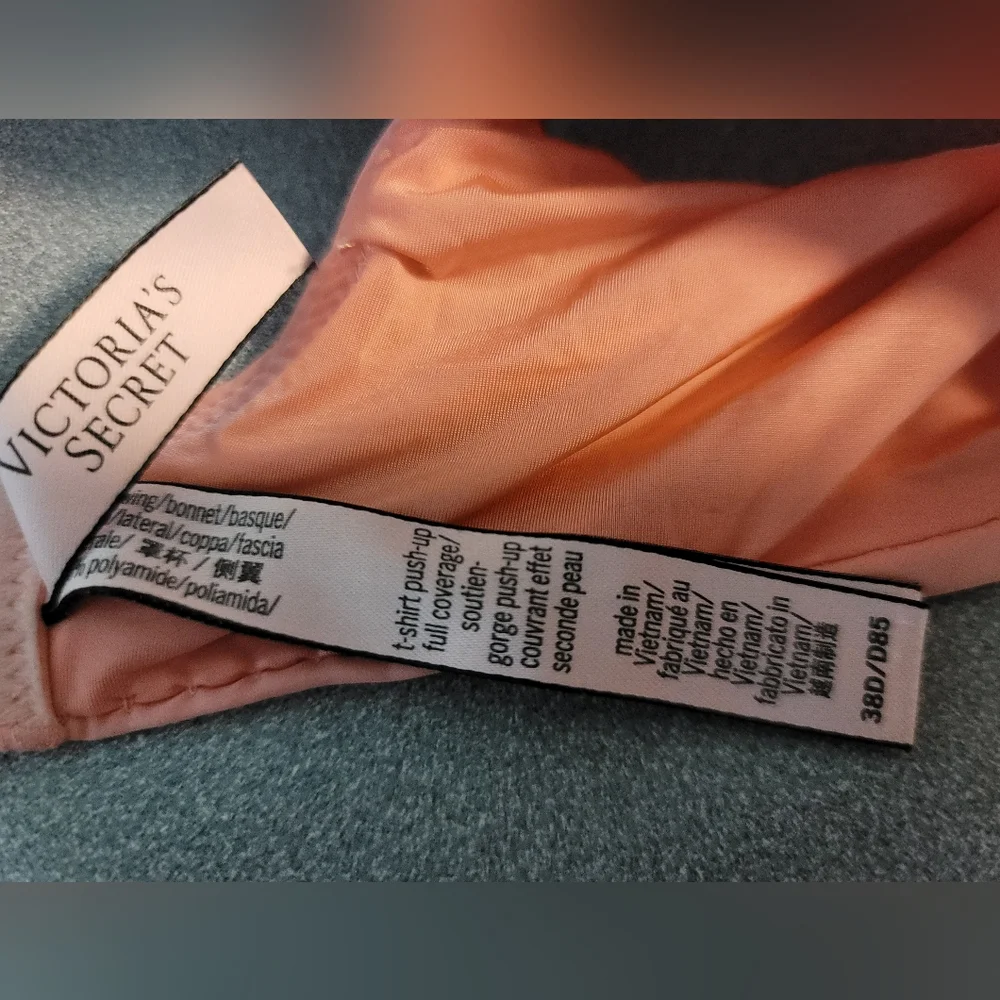 VICTORIA'S
SECRET
/bonnet/basque/
/lateral/coppa/fascia
罩杯 / 側翼
polyamide/poliamida/
t-shirt push-up
full coverage/
soutien-
gorge push-up
couvrant effet
seconde peau
made in
Vietnam/
fabriqué au
Vietnam/
hecho en
Vietnam/
fabbricato in
Vietnam/
越南制造
38D/D85